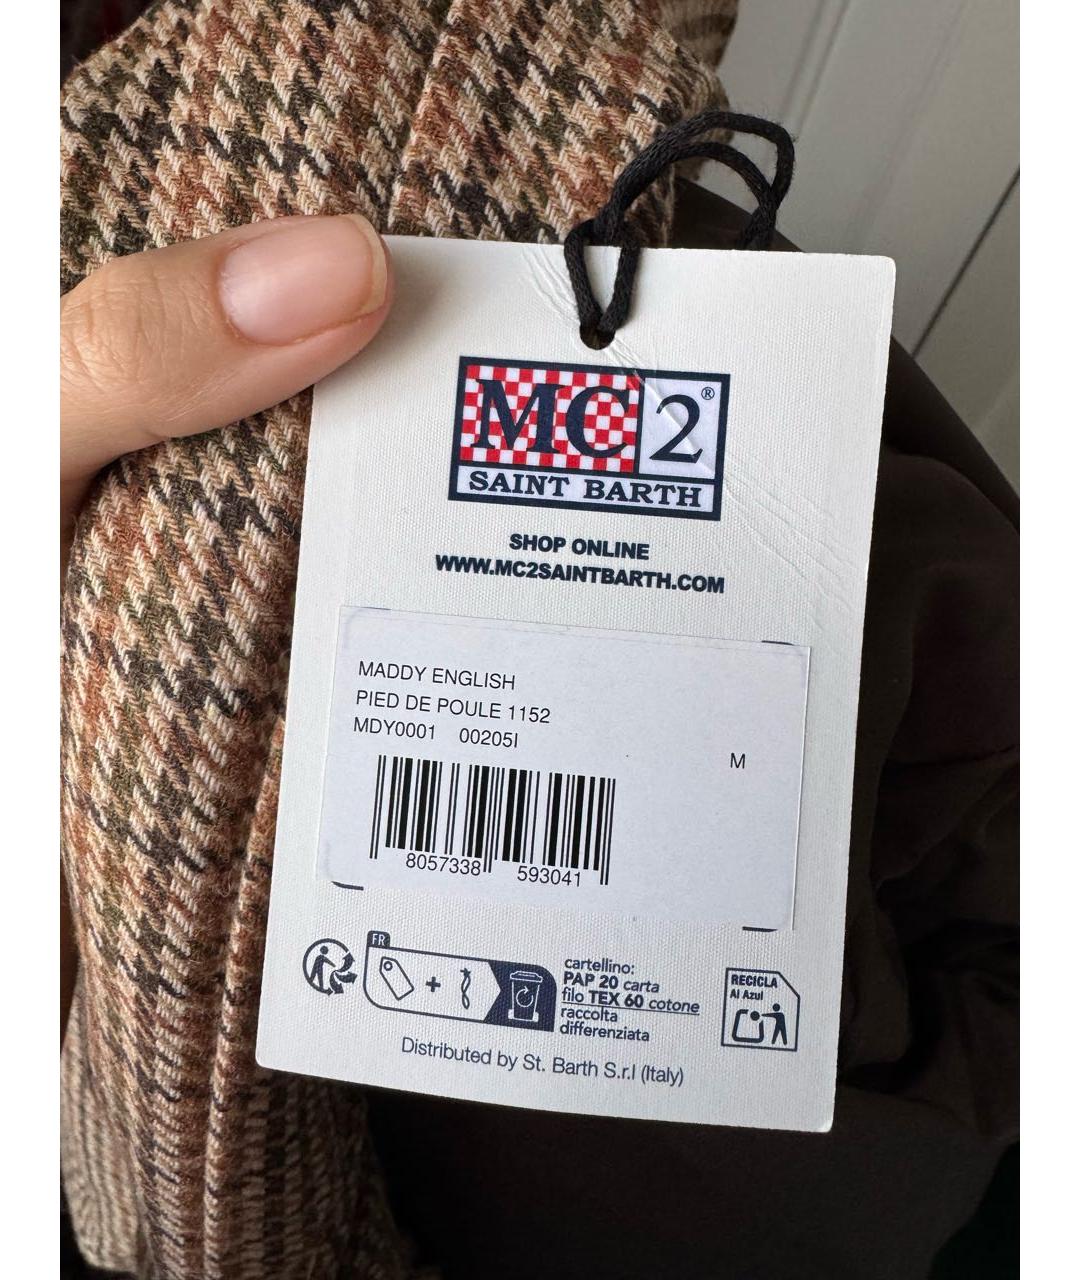 MC2®
SAINT BARTH
SHOP ONLINE
WWW.MC2SAINTBARTH.COM
MADDY ENGLISH
PIED DE POULE 1152
MDY0001 00205I
M
8057338 593041
FR
+
cartellino:
PAP 20 carta
filo TEX 60 cotone
raccolta
differenziata
RECICLA
Al Azul
Distributed by St. Barth S.r.l (Italy)